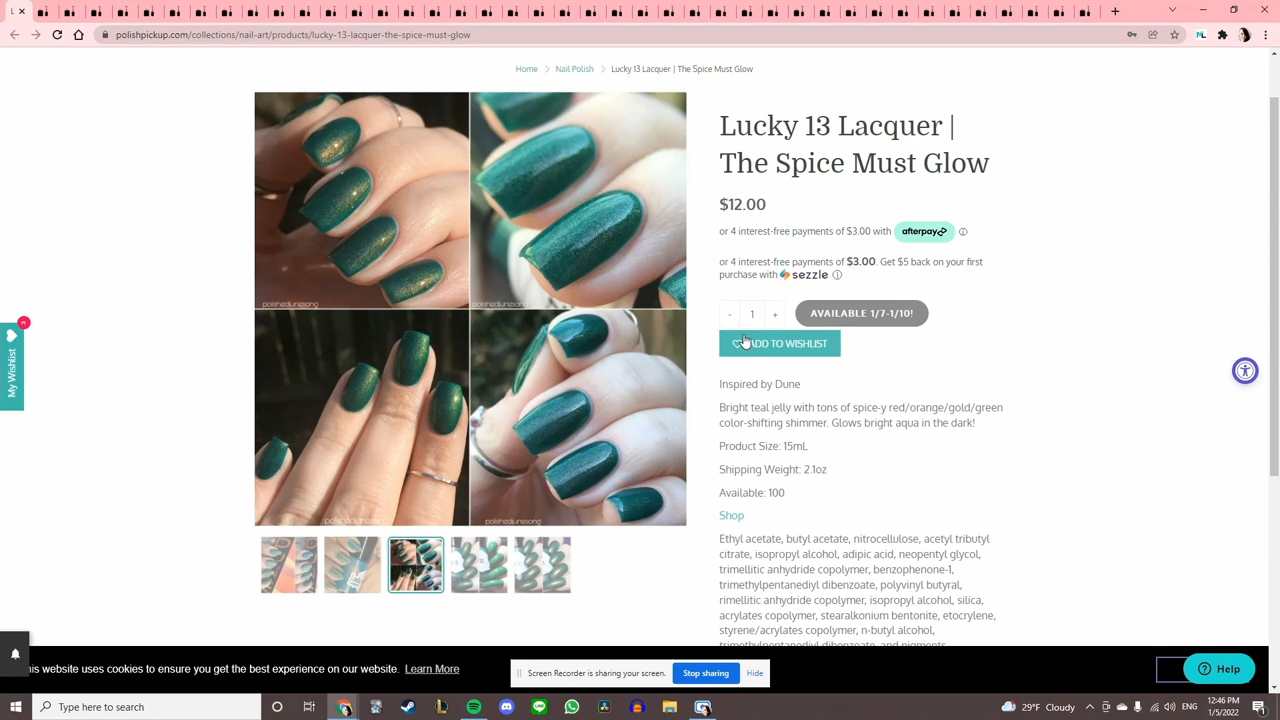 polishpickup.com/collections/nail-art/products/lucky-13-lacquer-the-spice-must-glow
Home > Nail Polish > Lucky 13 Lacquer | The Spice Must Glow
Lucky 13 Lacquer |
The Spice Must Glow
$12.00
or 4 interest-free payments of $3.00 with afterpay
or 4 interest-free payments of $3.00. Get $5 back on your first
purchase with sezzle
- 1 + AVAILABLE 1/7-1/10!
ADD TO WISHLIST
My Wishlist
Inspired by Dune
Bright teal jelly with tons of spice-y red/orange/gold/green
color-shifting shimmer. Glows bright aqua in the dark!
Product Size: 15mL
Shipping Weight: 2.1oz
Available: 100
Shop
Ethyl acetate, butyl acetate, nitrocellulose, acetyl tributyl
citrate, isopropyl alcohol, adipic acid, neopentyl glycol,
trimellitic anhydride copolymer, benzophenone-1,
trimethylpentanediyl dibenzoate, polyvinyl butyral,
rimellitic anhydride copolymer, isopropyl alcohol, silica,
acrylates copolymer, stearalkonium bentonite, etocrylene,
styrene/acrylates copolymer, n-butyl alcohol,
trimethylpentanediyl dibenzoate, and pigments
polishedjunesong
polishedjunesong
polishedjunesong
polishedjunesong
his website uses cookies to ensure you get the best experience on our website. Learn More
Screen Recorder is sharing your screen. Stop sharing Hide
Help
Type here to search
29°F Cloudy
12:46 PM
1/5/2022